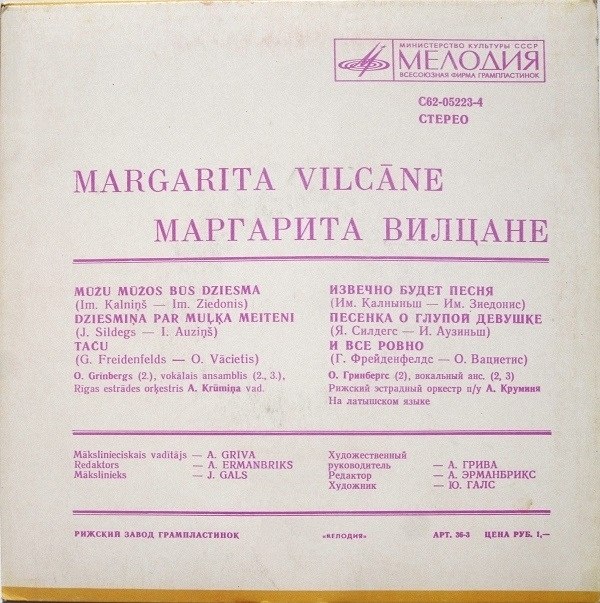 МИНИСТЕРСТВО КУЛЬТУРЫ СССР
МЕЛОДИЯ
ВСЕСОЮЗНАЯ ФИРМА ГРАМПЛАСТИНОК
С62-05223-4
СТЕРЕО
MARGARITA VILCĀNE
МАРГАРИТА ВИЛЦАНЕ
MŪŽU MŪŽOS BŪS DZIESMA
(Im. Kalniņš — Im. Ziedonis)
DZIESMIŅA PAR MUĻĶA MEITENI
(J. Sildegs — I. Auziņš)
TAČU
(G. Freidenfelds — O. Vācietis)
O. Grīnbergs (2.), vokālais ansamblis (2., 3.),
Rīgas estrādes orķestris A. Krūmiņa vad.
ИЗВЕЧНО БУДЕТ ПЕСНЯ
(Им. Калныньш — Им. Зиедонис)
ПЕСЕНКА О ГЛУПОЙ ДЕВУШКЕ
(Я. Силдегс — И. Аузиньш)
И ВСЕ РОВНО
(Г. Фрейденфелдс — О. Вациетис)
О. Гринбергс (2), вокальный анс. (2, 3)
Рижский эстрадный оркестр п/у А. Круминя
На латышском языке
Mākslinieciskais vadītājs — A. GRĪVA
Redaktors — A. ERMANBRIKS
Mākslinieks — J. GALS
Художественный
руководитель — А. ГРИВА
Редактор — А. ЭРМАНБРИКС
Художник — Ю. ГАЛС
РИЖСКИЙ ЗАВОД ГРАМПЛАСТИНОК «МЕЛОДИЯ» АРТ. 36-3 ЦЕНА РУБ. 1,—